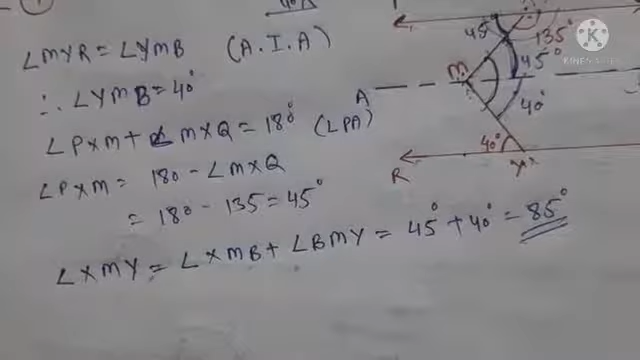 ∠MYR = ∠YMB (A.I.A)
∴ ∠YMB = 40°
∠PXM + ∠MXQ = 180° (LPA)
∠PXM = 180 - ∠MXQ
= 180 - 135 = 45°
∠XMY = ∠XMB + ∠BMY = 45° + 40° = 85°
45°
135°
M
45°
A
40°
40°
R
Y
K